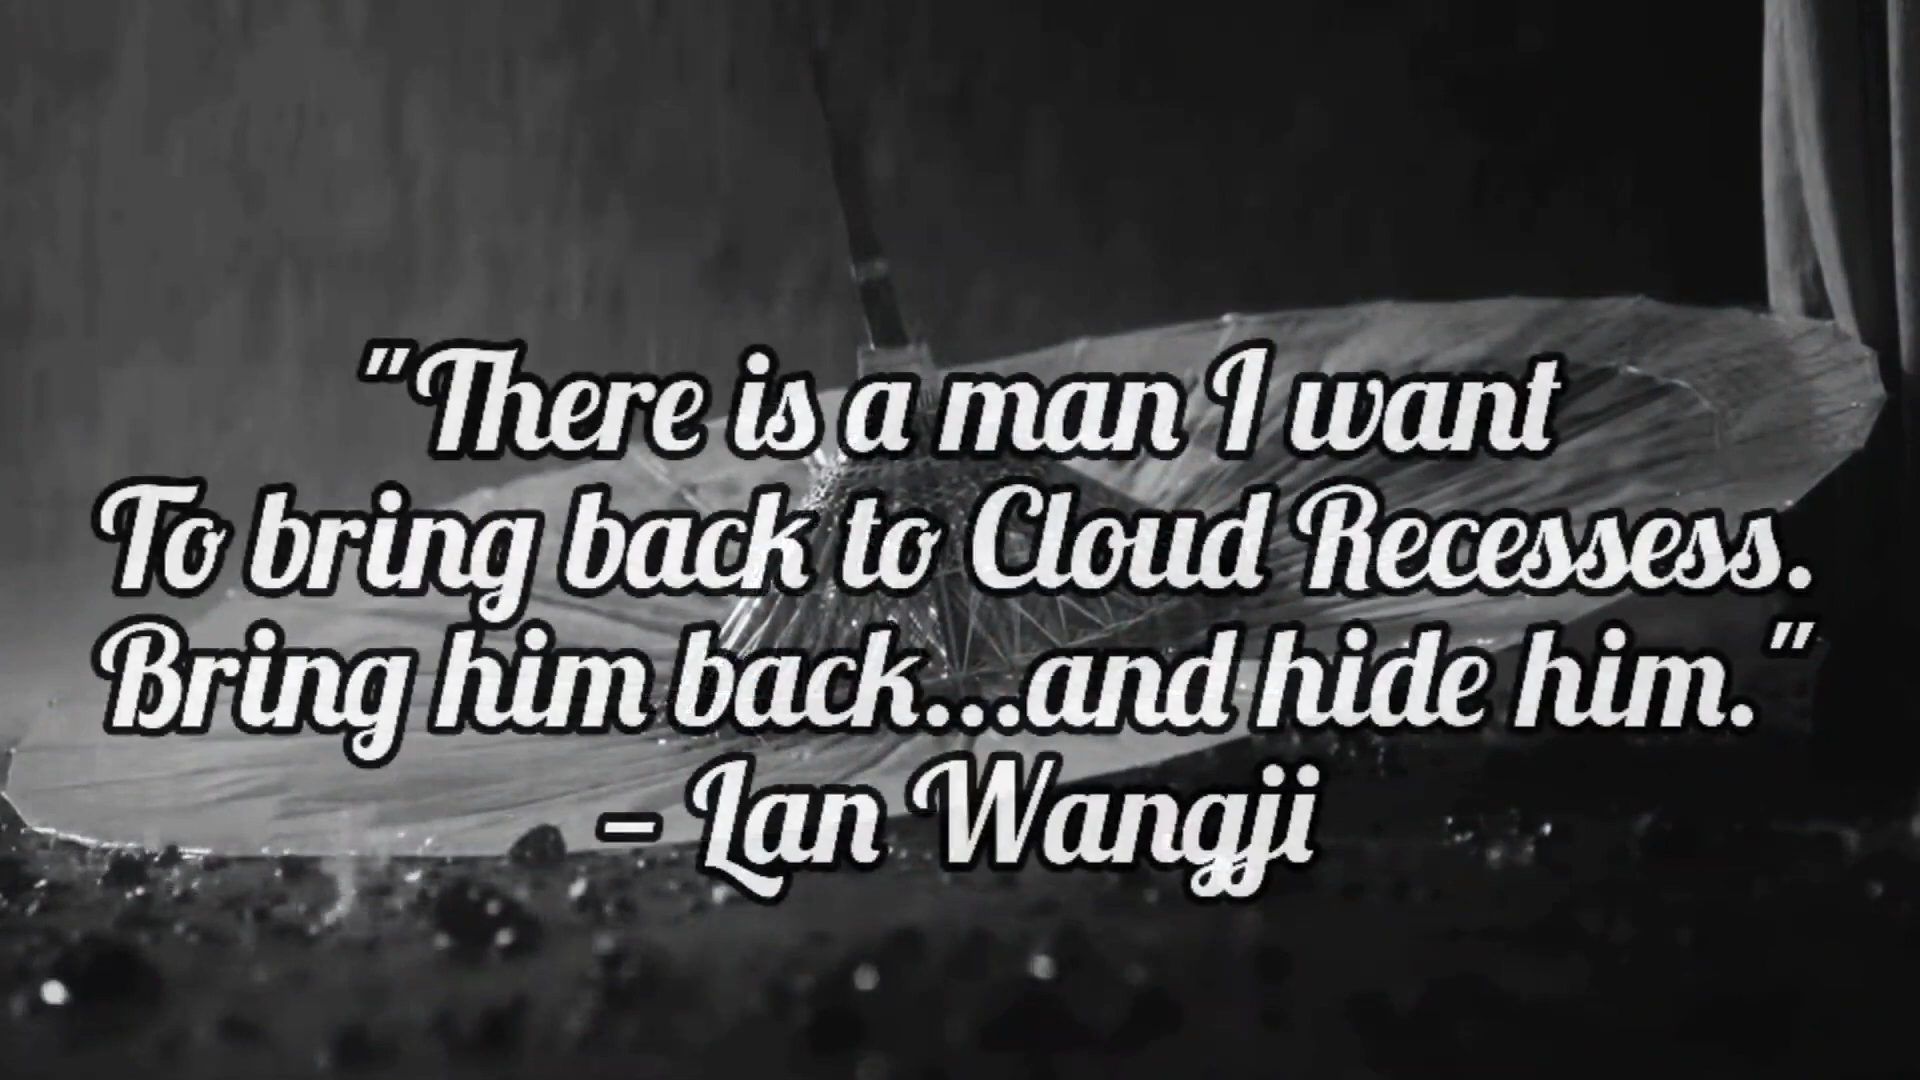 "There is a man I want
To bring back to Cloud Recessess.
Bring him back...and hide him."
– Lan Wangji